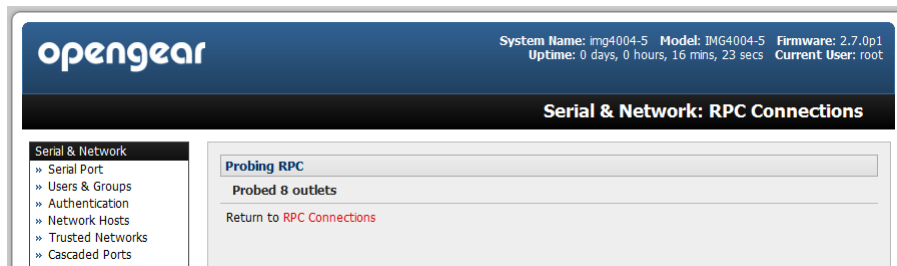 opengear
System Name: img4004-5 Model: IMG4004-5 Firmware: 2.7.0p1
Uptime: 0 days, 0 hours, 16 mins, 23 secs Current User: root
Serial & Network: RPC Connections
Serial & Network
» Serial Port
» Users & Groups
» Authentication
» Network Hosts
» Trusted Networks
» Cascaded Ports
Probing RPC
Probed 8 outlets
Return to RPC Connections